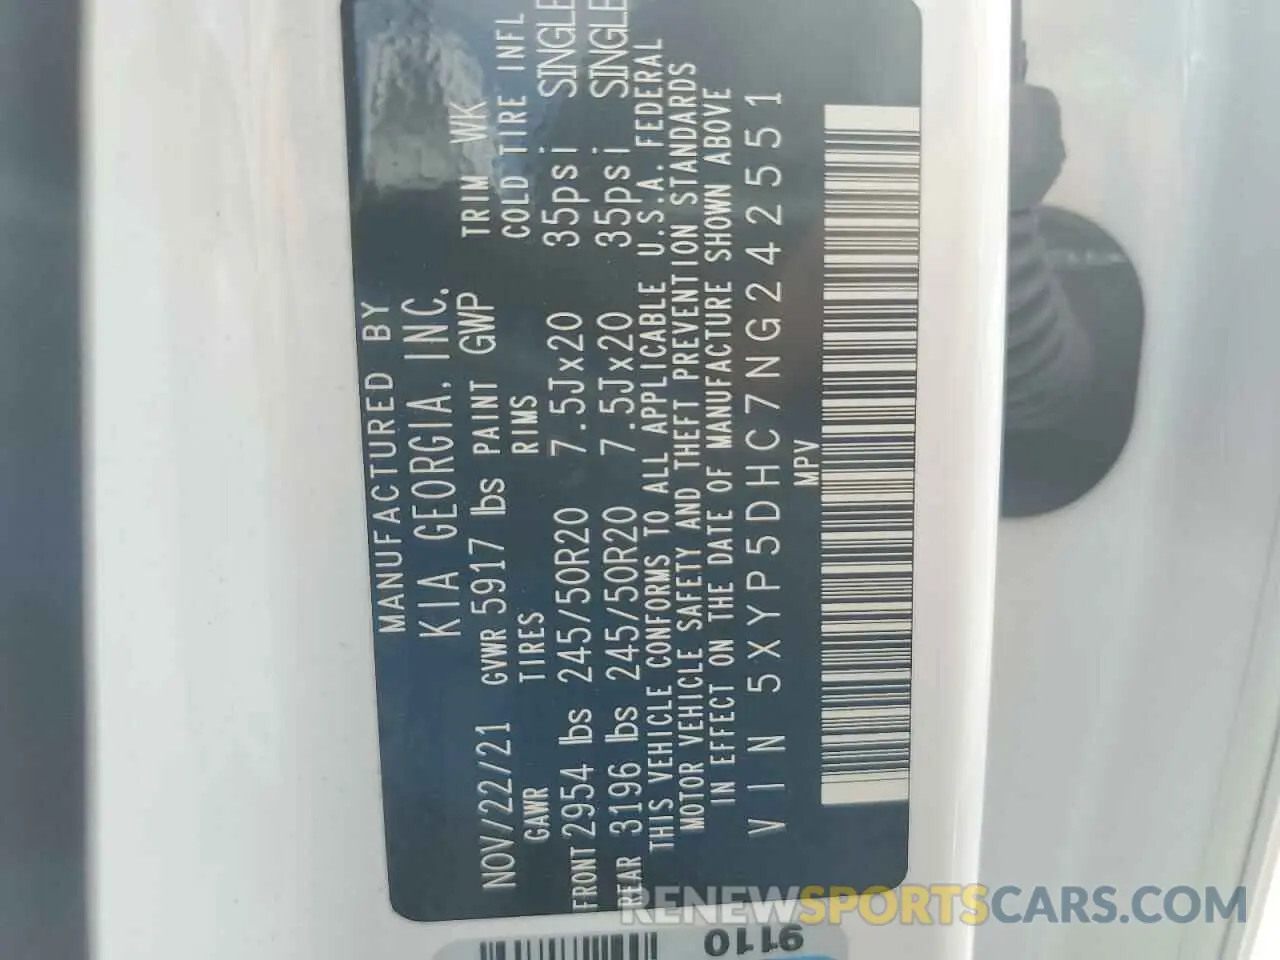 MANUFACTURED BY
KIA GEORGIA, INC.
NOV/22/21 GVWR 5917 lbs PAINT GWP TRIM WK
GAWR TIRES RIMS COLD TIRE INFL
FRONT 2954 lbs 245/50R20 7.5Jx20 35psi SINGLE
REAR 3196 lbs 245/50R20 7.5Jx20 35psi SINGLE
THIS VEHICLE CONFORMS TO ALL APPLICABLE U.S.A. FEDERAL
MOTOR VEHICLE SAFETY AND THEFT PREVENTION STANDARDS
IN EFFECT ON THE DATE OF MANUFACTURE SHOWN ABOVE
VIN 5XYP5DHC7NG242551
MPV
9110
RENEWSPORTSCARS.COM